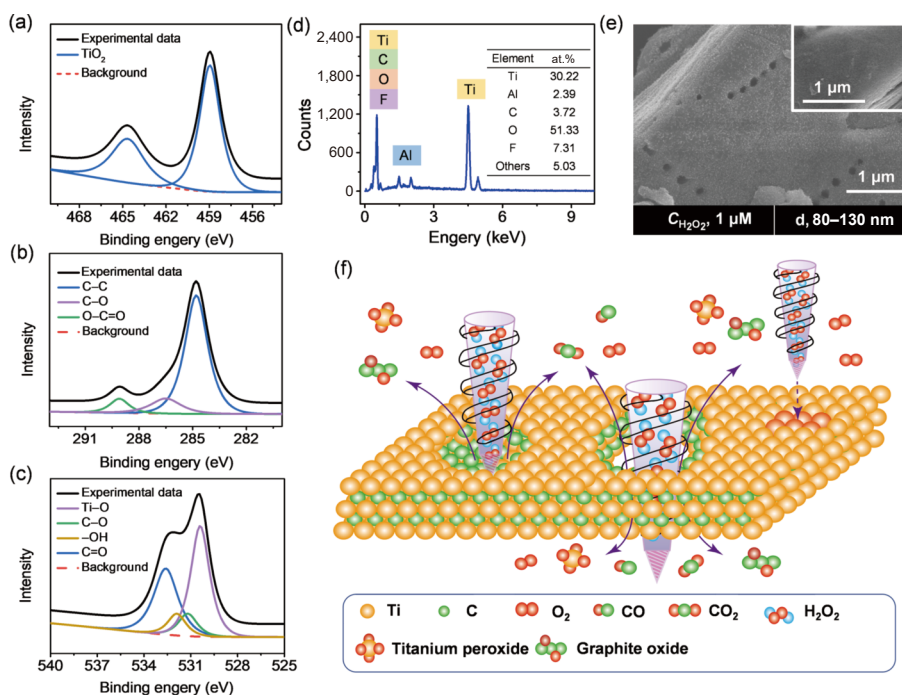 (a)
Experimental data
TiO2
Background
Intensity
468 465 462 459 456
Binding engery (eV)
(b)
Experimental data
C–C
C–O
O–C=O
Background
Intensity
291 288 285 282
Binding engery (eV)
(c)
Experimental data
Ti–O
C–O
–OH
C=O
Background
Intensity
540 537 534 531 528 525
Binding engery (eV)
(d)
2,400
1,800
1,200
600
0
Counts
Ti
C
O
F
Al
Ti
Element at.%
Ti 30.22
Al 2.39
C 3.72
O 51.33
F 7.31
Others 5.03
0 5 10
Engery (keV)
(e)
1 μm
1 μm
CH2O2, 1 μM
d, 80–130 nm
(f)
Ti C O2 CO CO2 H2O2
Titanium peroxide Graphite oxide